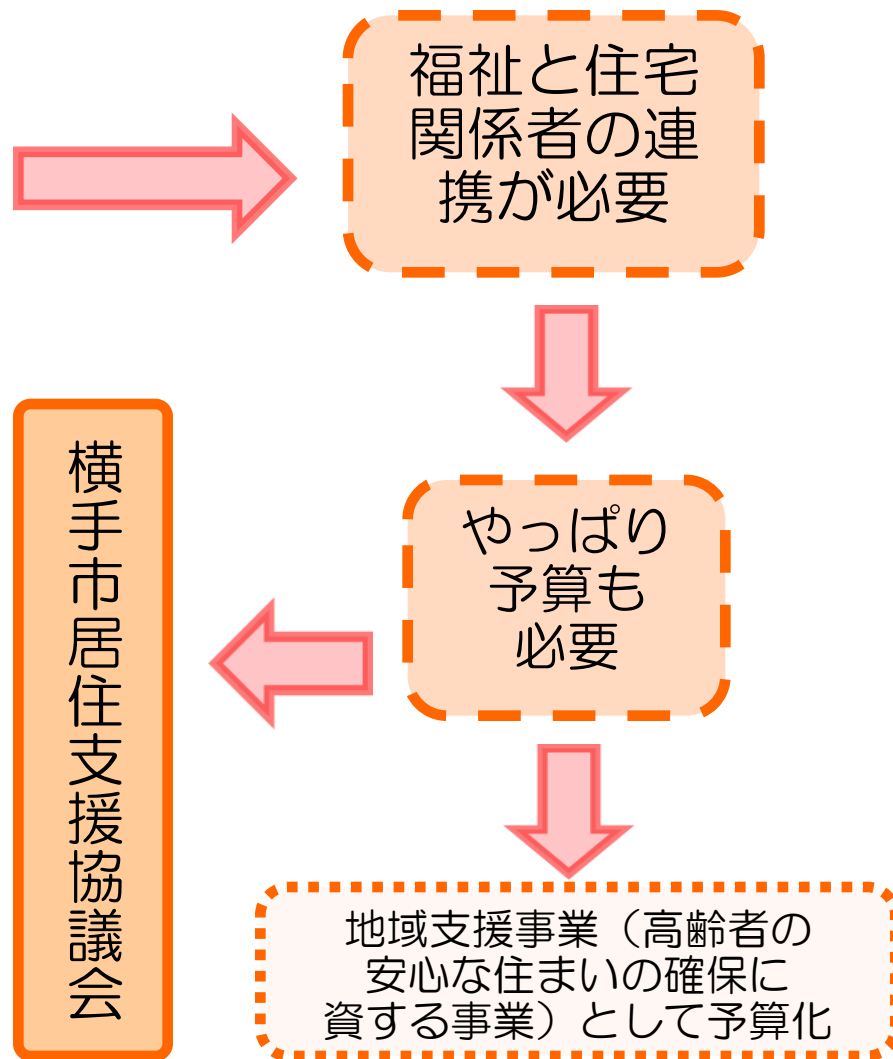 福祉と住宅
関係者の連
携が必要
やっぱり
予算も
必要
横手市居住支援協議会
地域支援事業（高齢者の
安心な住まいの確保に
資する事業）として予算化